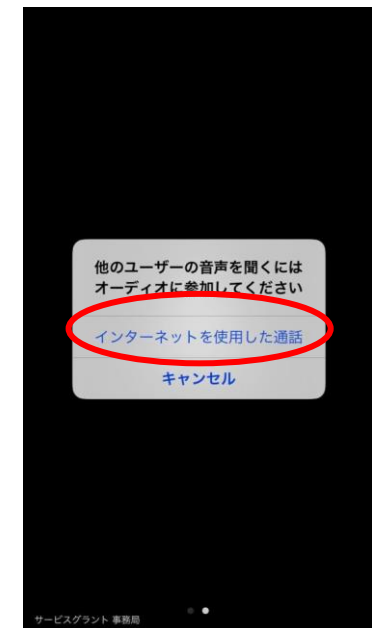 他のユーザーの音声を聞くには
オーディオに参加してください
インターネットを使用した通話
キャンセル
サービスグラント 事務局